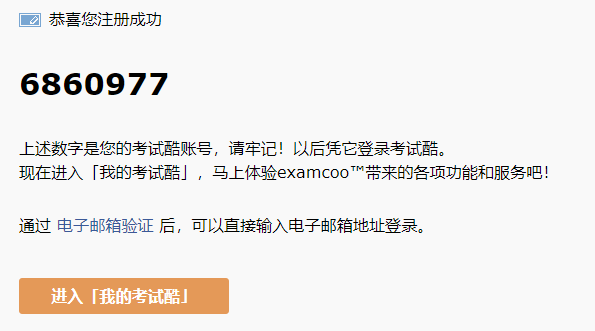 恭喜您注册成功
6860977
上述数字是您的考试酷账号，请牢记！以后凭它登录考试酷。
现在进入「我的考试酷」，马上体验examcoo™带来的各项功能和服务吧！
通过 电子邮箱验证 后，可以直接输入电子邮箱地址登录。
进入「我的考试酷」